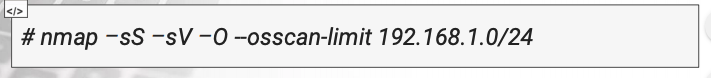 </>
# nmap –sS –sV –O --osscan-limit 192.168.1.0/24